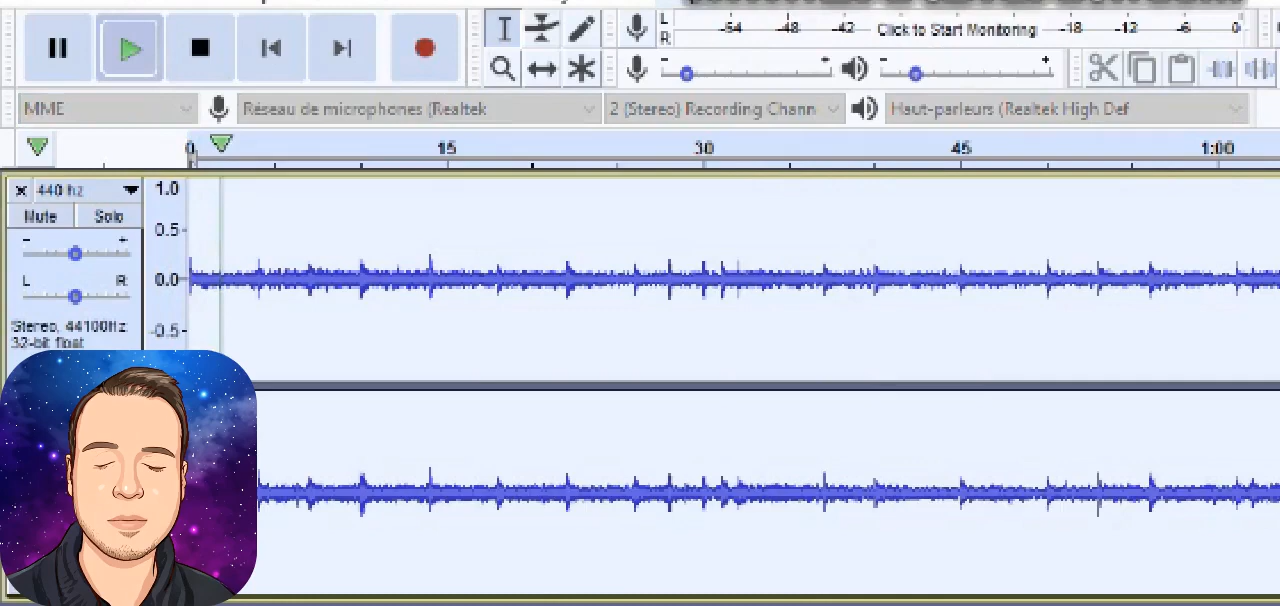 L
R
-54 -48 -42 Click to Start Monitoring -18 -12 -6 0
- + - +
MME Réseau de microphones (Realtek 2 (Stereo) Recording Chann Haut-parleurs (Realtek High Def
0 15 30 45 1:00
× 440 hz 1.0
Mute Solo
- + 0.5-
L R 0.0-
Stereo, 44100Hz
32-bit float
-0.5-